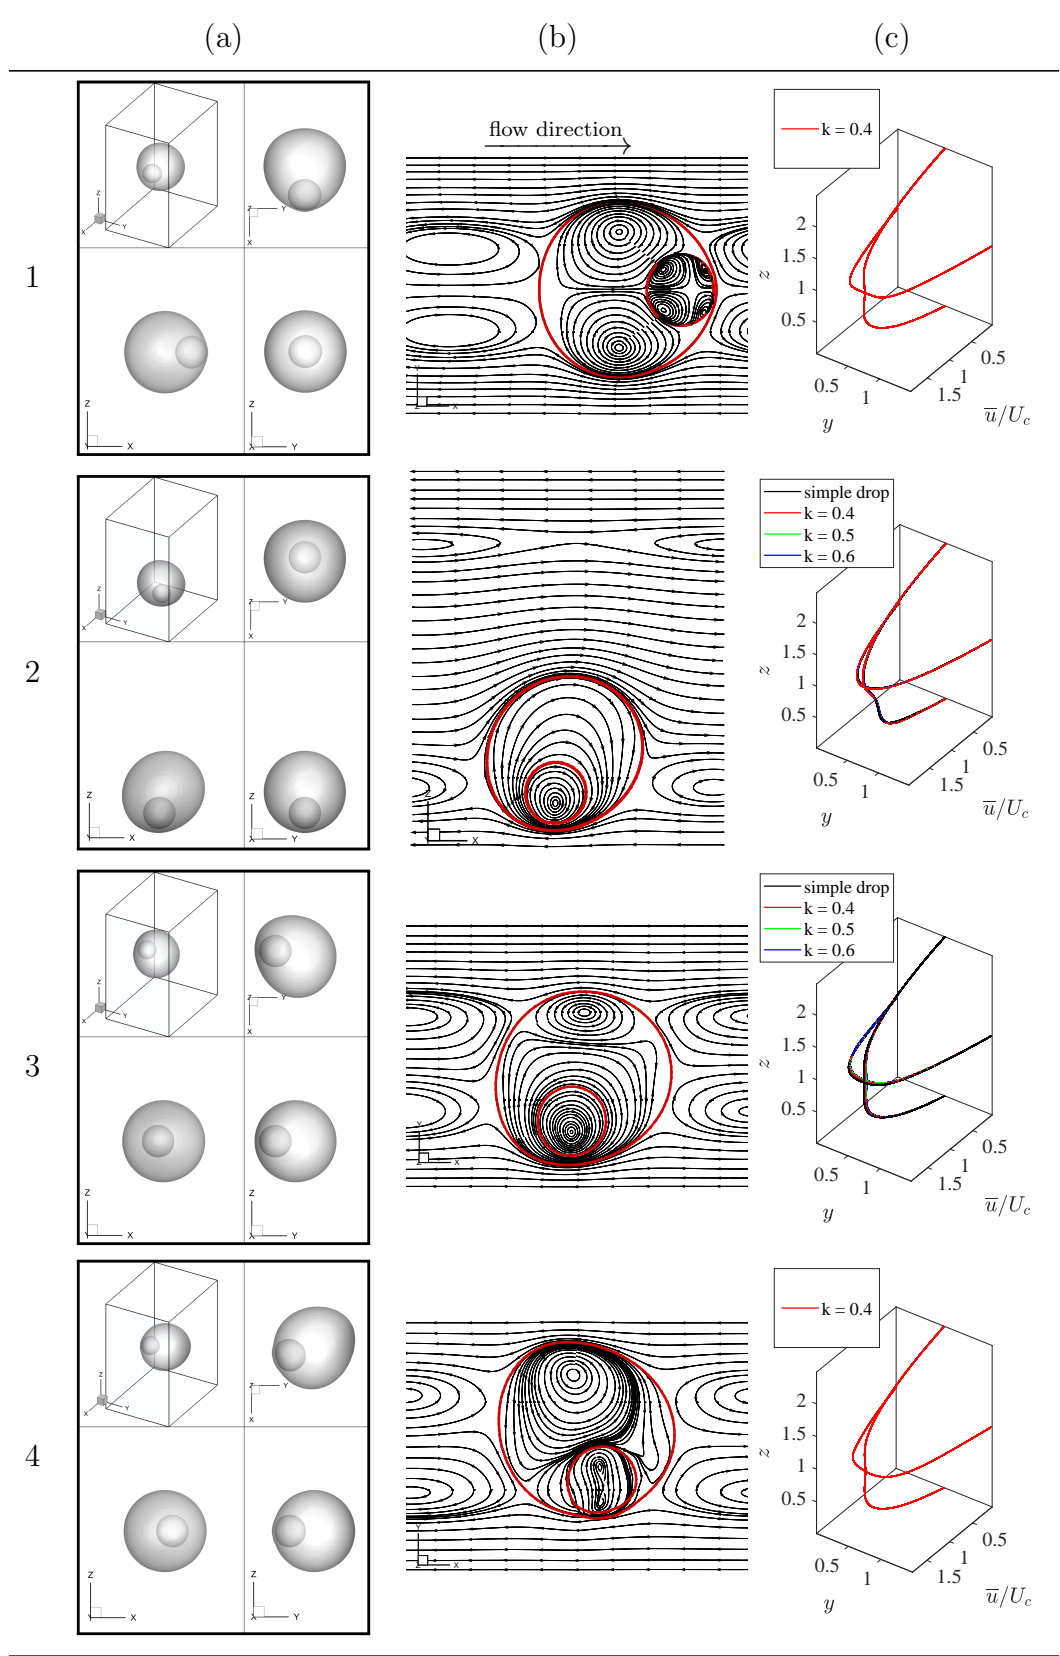 (a) (b) (c)
1
Z
X Y
Z Y
X
Z
Y X
Z
X Y
flow direction
Y
Z X
k = 0.4
2
1.5
1
0.5
z
0.5
1
y
0.5
1
1.5
u̅/U_c
2
Z
X Y
Z Y
X
Z
Y X
Z
X Y
Z
Y X
simple drop
k = 0.4
k = 0.5
k = 0.6
2
1.5
1
0.5
z
0.5
1
y
0.5
1
1.5
u̅/U_c
3
Z
X Y
Z Y
X
Z
Y X
Z
X Y
Y
Z X
simple drop
k = 0.4
k = 0.5
k = 0.6
2
1.5
1
0.5
z
0.5
1
y
0.5
1
1.5
u̅/U_c
4
Z
X Y
Z Y
X
Z
Y X
Z
X Y
Y
Z X
k = 0.4
2
1.5
1
0.5
z
0.5
1
y
0.5
1
1.5
u̅/U_c